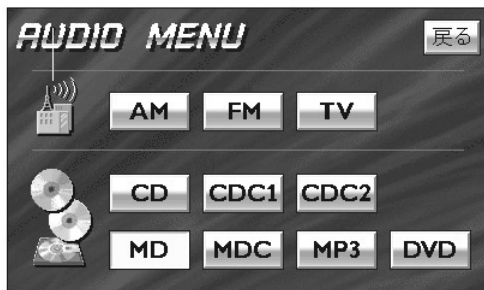 AUDIO MENU 戻る
AM FM TV
CD CDC1 CDC2
MD MDC MP3 DVD